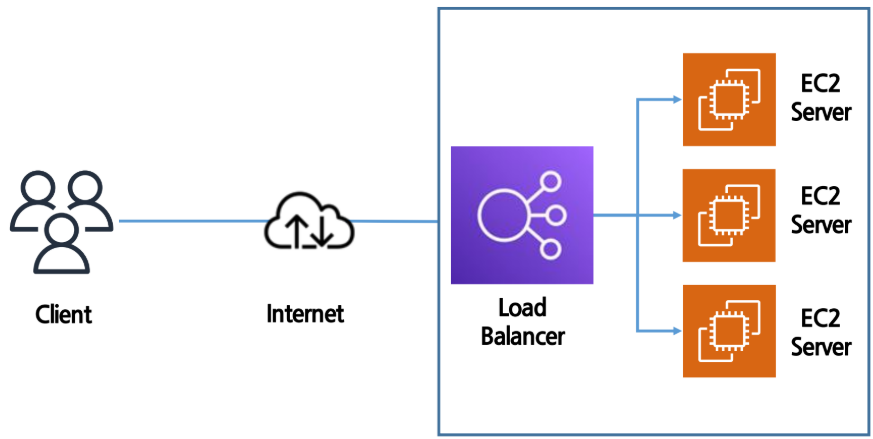 Client
Internet
Load
Balancer
EC2
Server
EC2
Server
EC2
Server